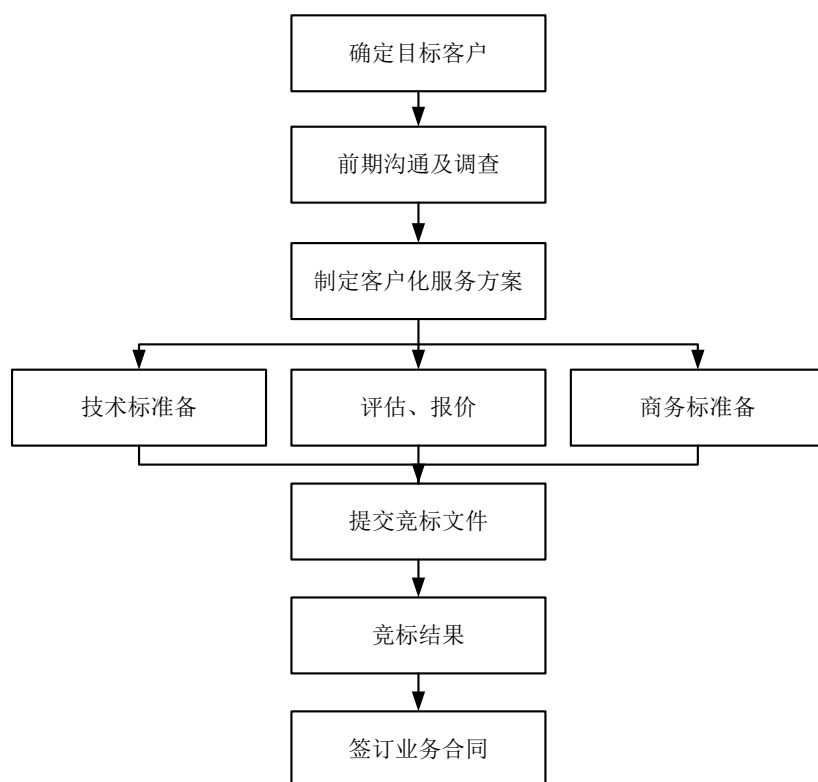 确定目标客户
前期沟通及调查
制定客户化服务方案
技术标准备
评估、报价
商务标准备
提交竞标文件
竞标结果
签订业务合同